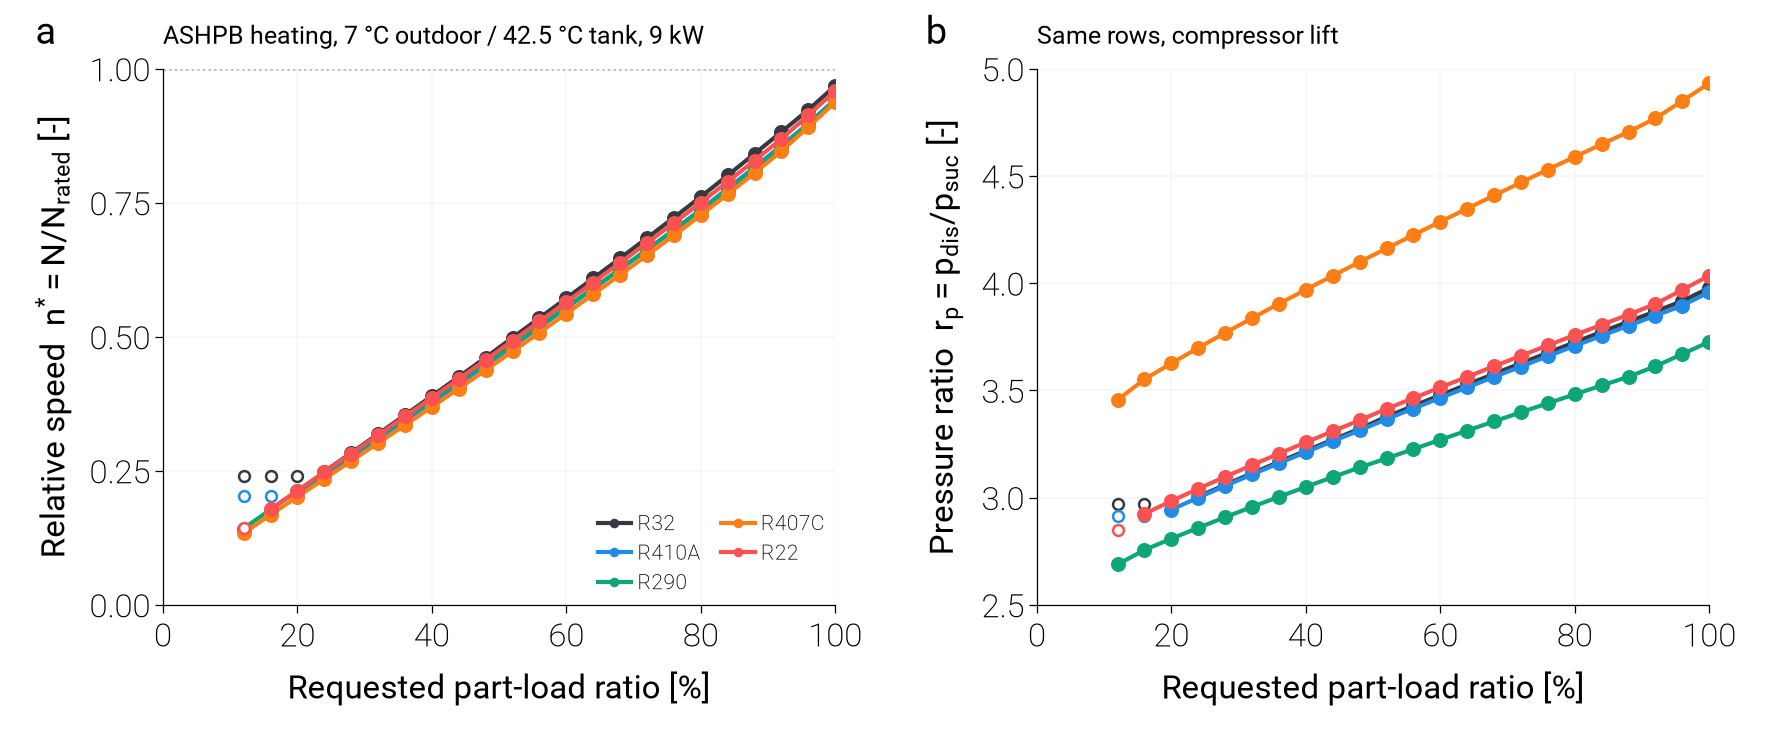 a
ASHPB heating, 7 °C outdoor / 42.5 °C tank, 9 kW
1.00
0.75
0.50
0.25
0.00
Relative speed n* = N/Nrated [-]
R32
R410A
R290
R407C
R22
0 20 40 60 80 100
Requested part-load ratio [%]
b
Same rows, compressor lift
5.0
4.5
4.0
3.5
3.0
2.5
Pressure ratio rp = pdis/psuc [-]
0 20 40 60 80 100
Requested part-load ratio [%]